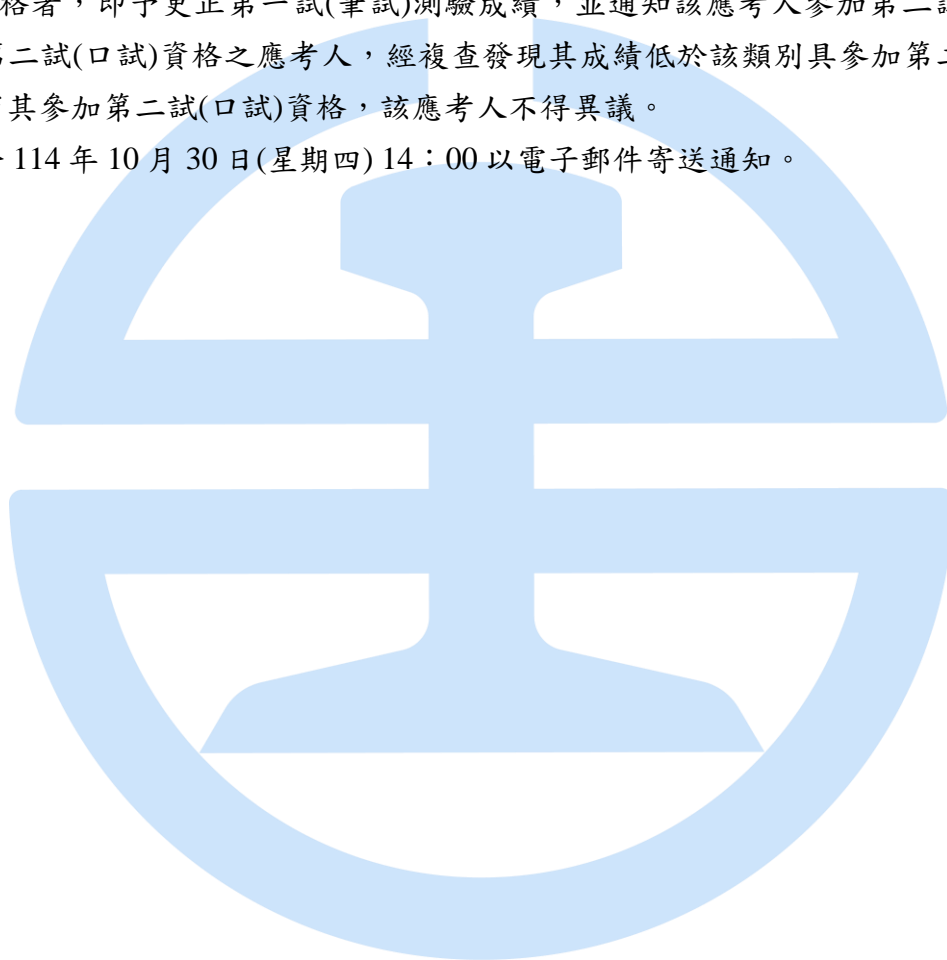 格者，即予更正第一試(筆試)測驗成績，並通知該應考人參加第二試
第二試(口試)資格之應考人，經複查發現其成績低於該類別具參加第二
其參加第二試(口試)資格，該應考人不得異議。
114 年 10 月 30 日(星期四) 14：00 以電子郵件寄送通知。